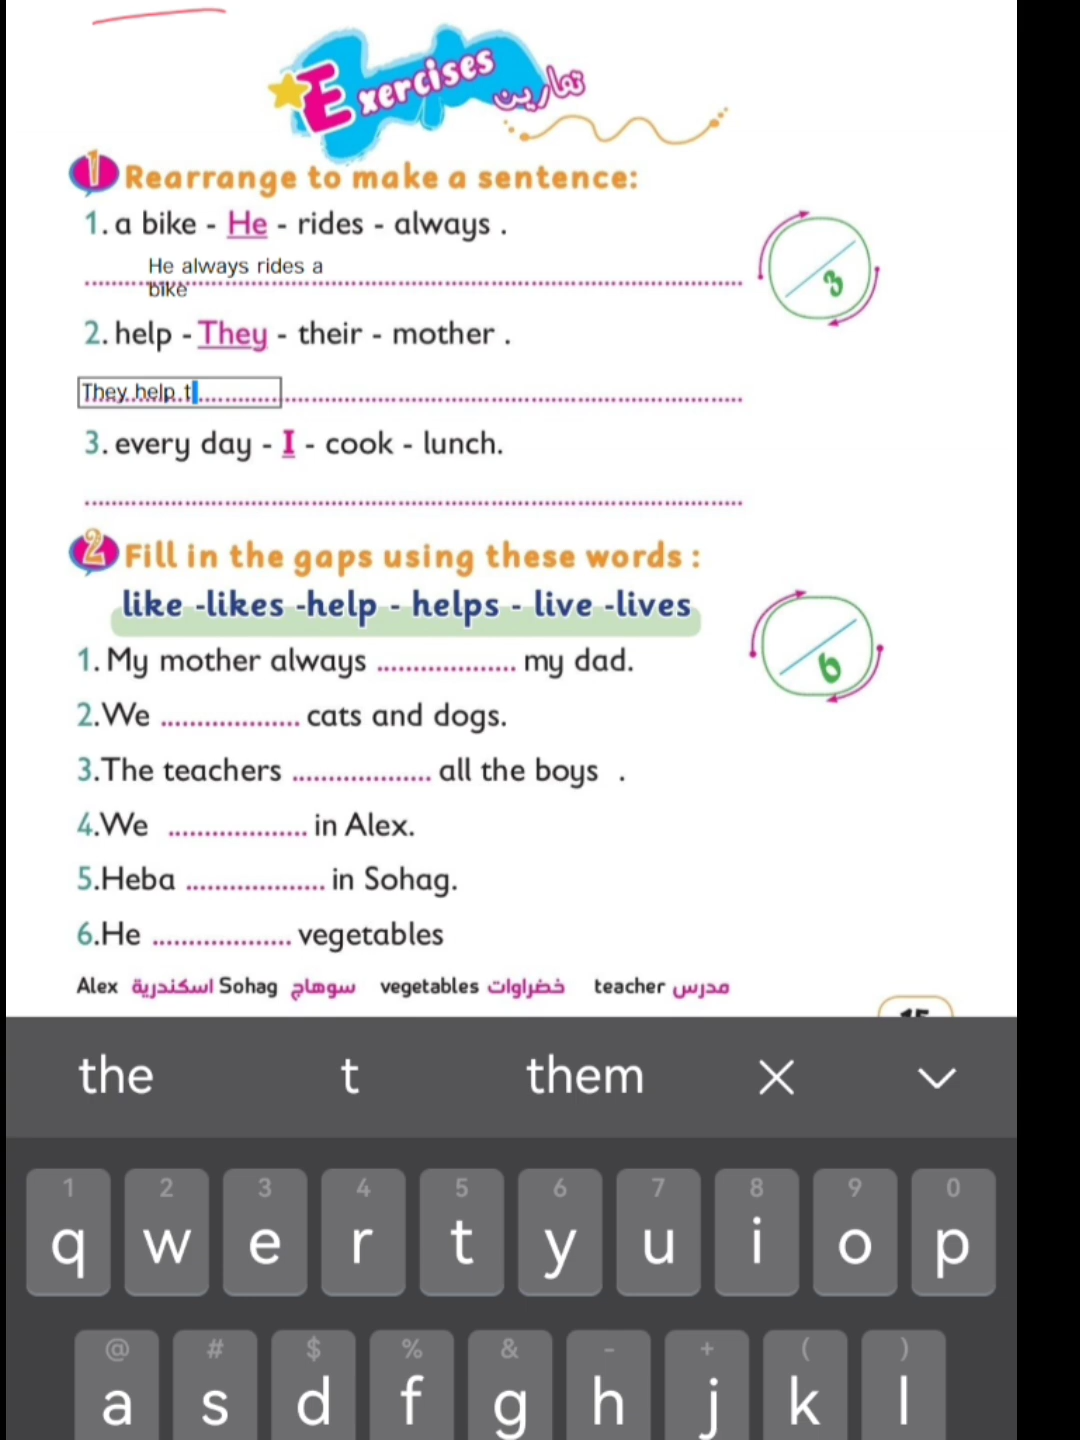 Exercises تمارين
1 Rearrange to make a sentence:
1. a bike - He - rides - always .
He always rides a
bike
3
2. help - They - their - mother .
They help t
3. every day - I - cook - lunch.
2 Fill in the gaps using these words :
like -likes -help - helps - live -lives
1. My mother always ................... my dad.
6
2.We ................... cats and dogs.
3.The teachers ................... all the boys .
4.We ................... in Alex.
5.Heba ................... in Sohag.
6.He ................... vegetables
Alex اسكندرية Sohag سوهاج vegetables خضراوات teacher مدرس
the t them
1 2 3 4 5 6 7 8 9 0
q w e r t y u i o p
@ # $ % & - + ( )
a s d f g h j k l